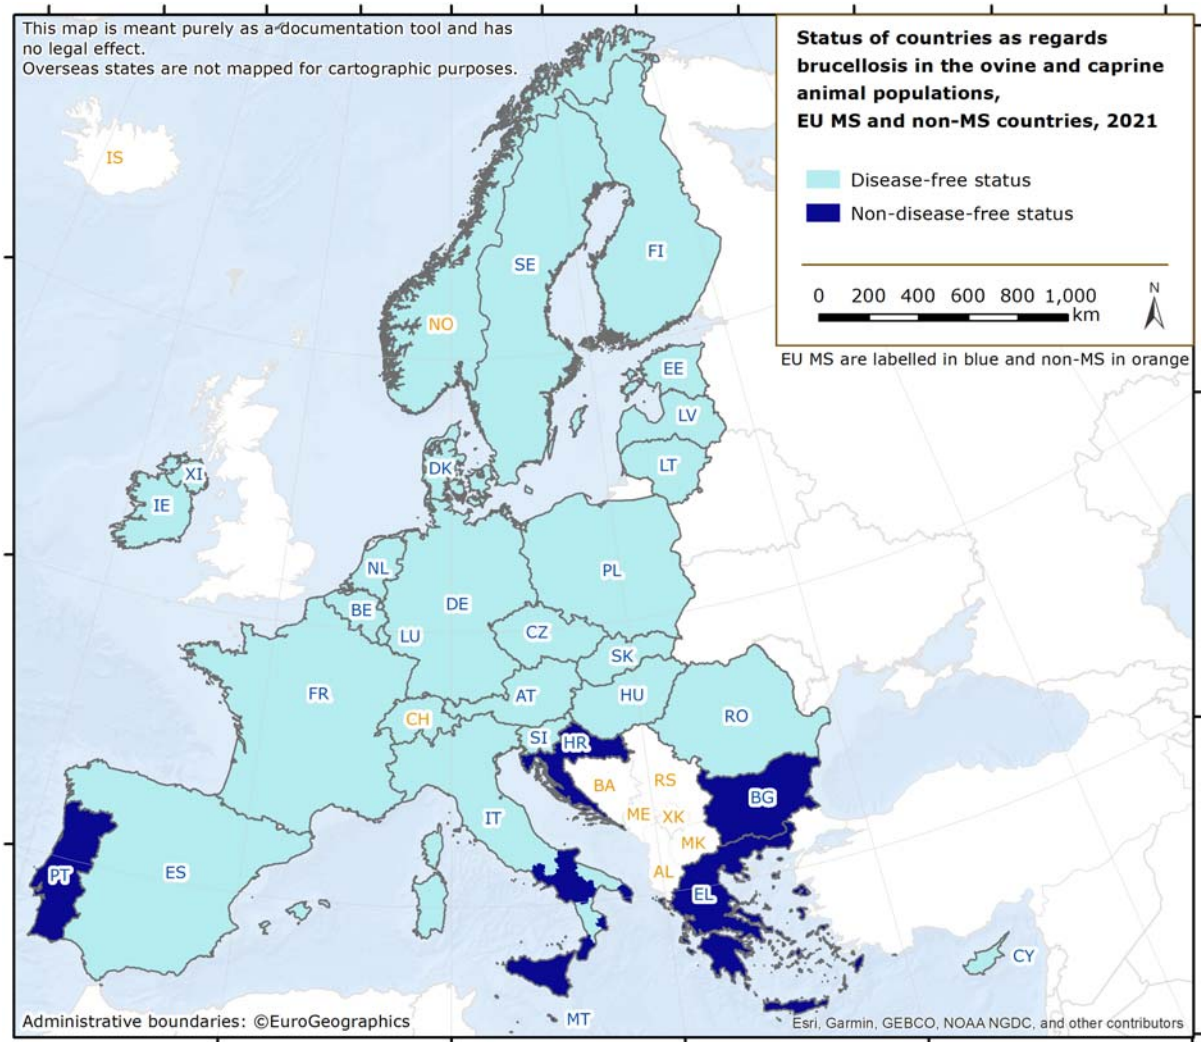 This map is meant purely as a documentation tool and has
no legal effect.
Overseas states are not mapped for cartographic purposes.
Status of countries as regards
brucellosis in the ovine and caprine
animal populations,
EU MS and non-MS countries, 2021
Disease-free status
Non-disease-free status
0 200 400 600 800 1,000
km
N
EU MS are labelled in blue and non-MS in orange
IS
SE
FI
NO
EE
LV
LT
DK
XI
IE
NL
PL
BE
DE
LU
CZ
SK
FR
AT
HU
CH
RO
SI
HR
BA
RS
BG
IT
ME
XK
MK
PT
ES
AL
EL
CY
MT
Administrative boundaries: ©EuroGeographics
Esri, Garmin, GEBCO, NOAA NGDC, and other contributors